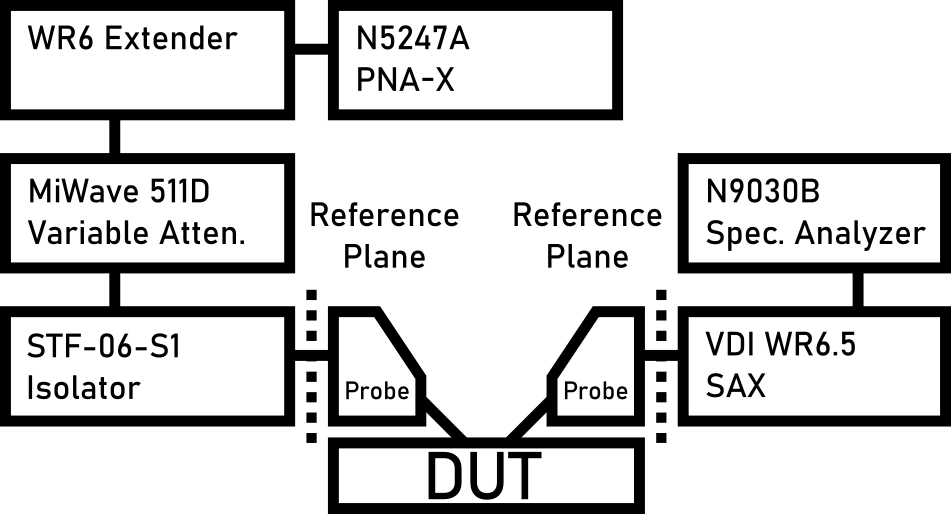 WR6 Extender
N5247A
PNA-X
MiWave 511D
Variable Atten.
Reference
Plane
Reference
Plane
N9030B
Spec. Analyzer
STF-06-S1
Isolator
Probe
Probe
VDI WR6.5
SAX
DUT